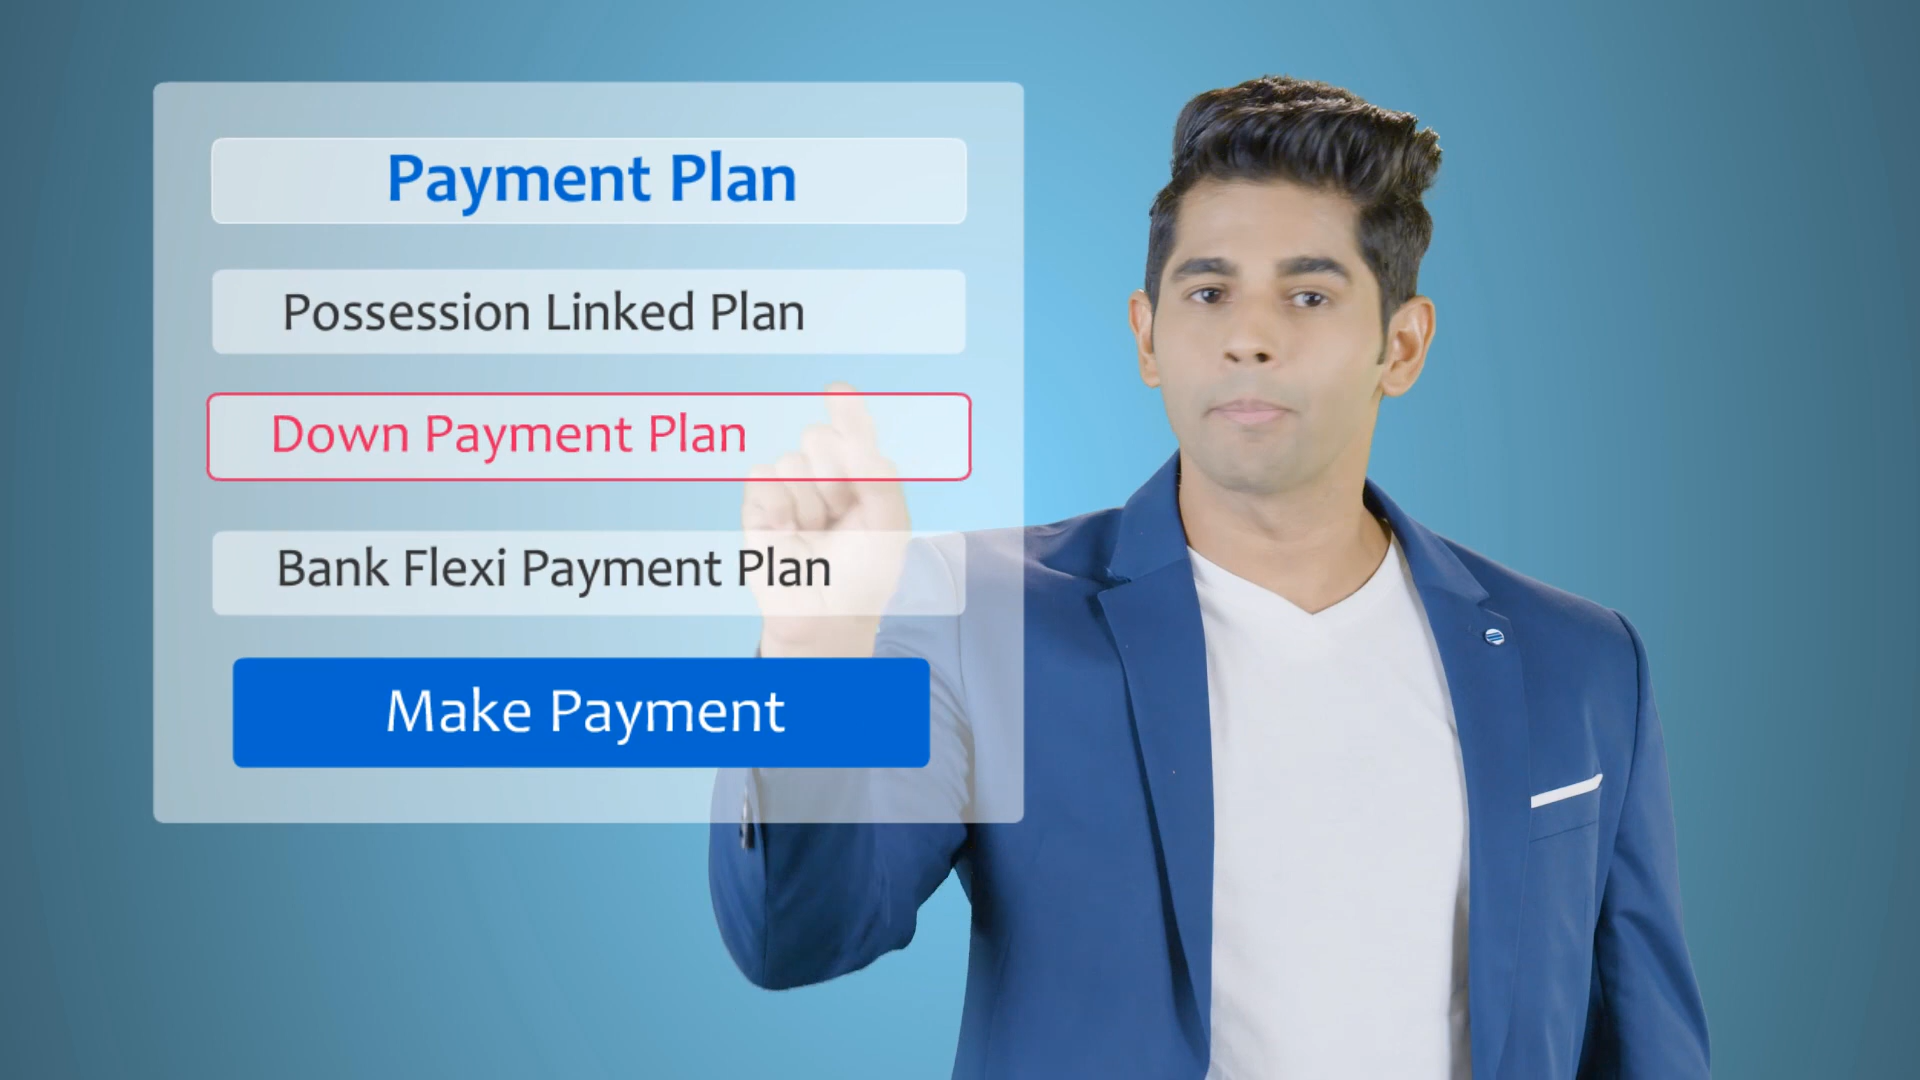 Payment Plan
Possession Linked Plan
Down Payment Plan
Bank Flexi Payment Plan
Make Payment